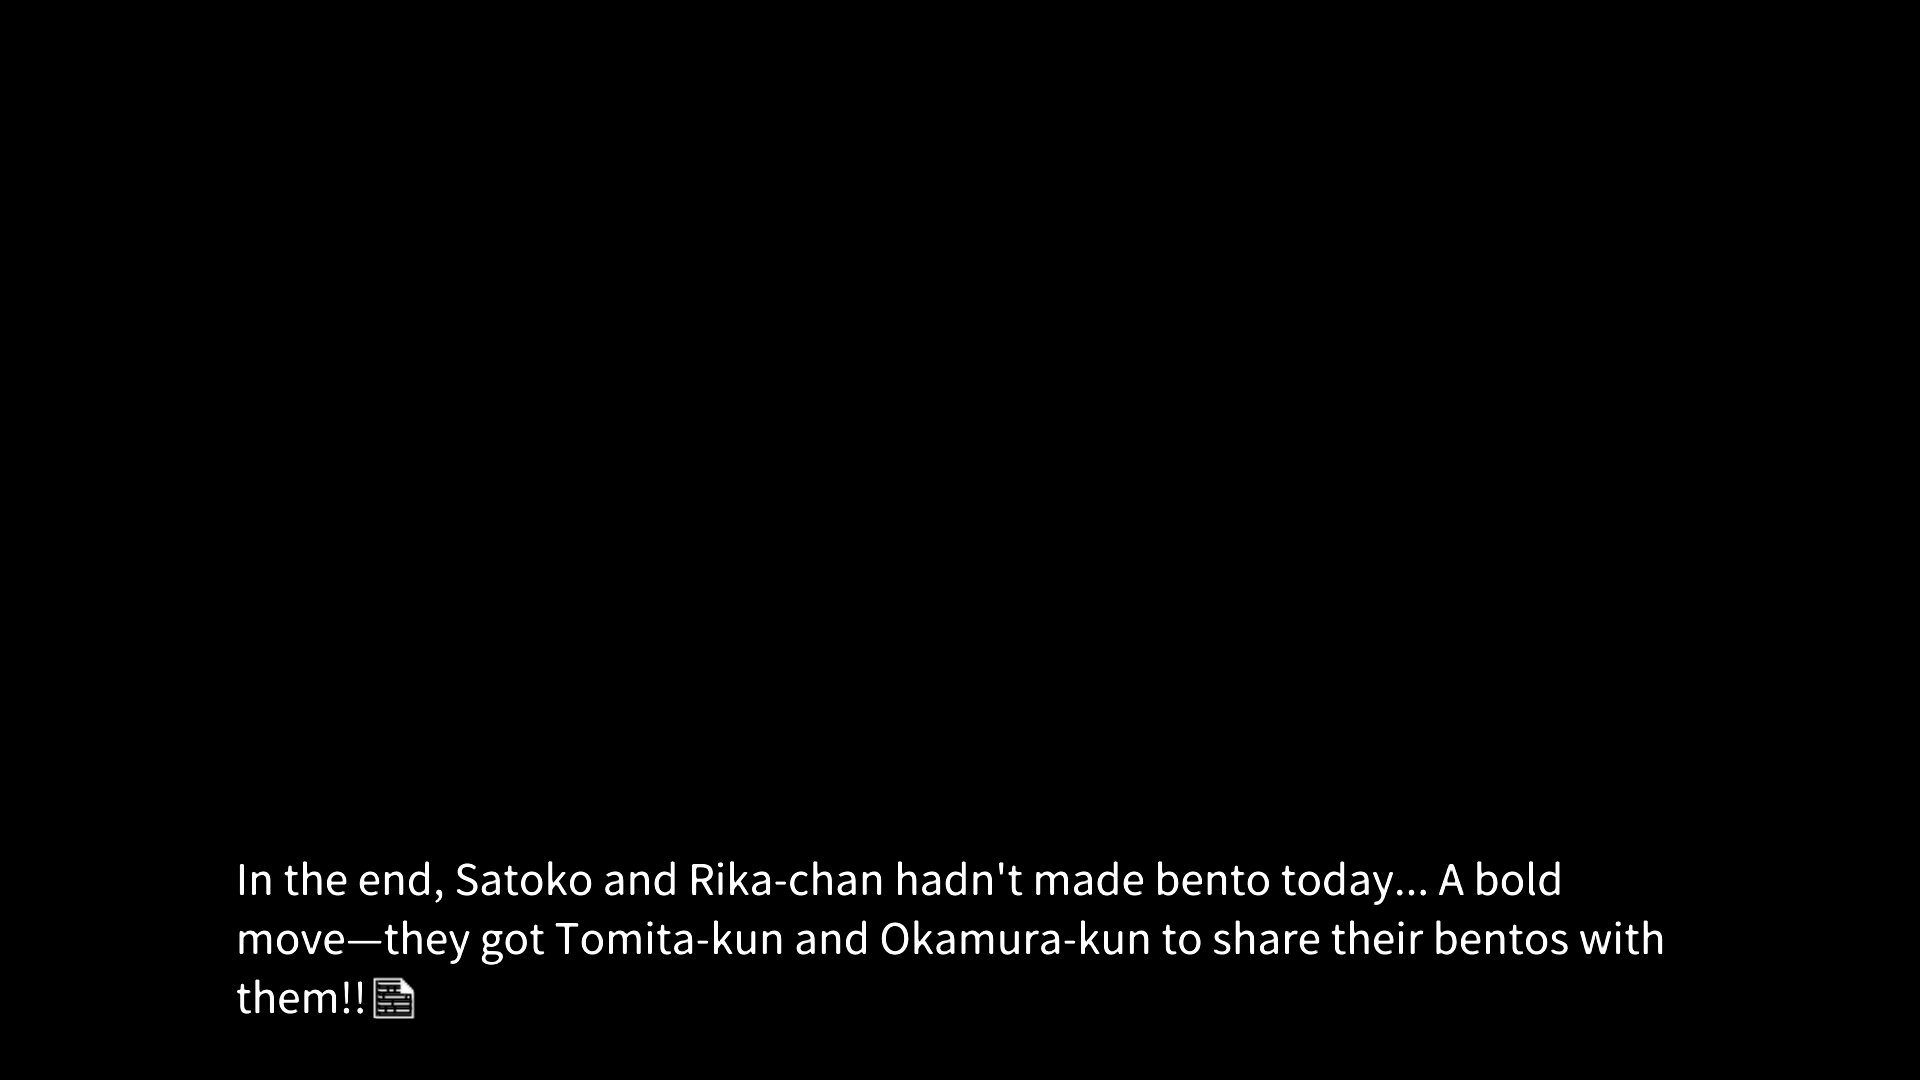 In the end, Satoko and Rika-chan hadn't made bento today... A bold
move—they got Tomita-kun and Okamura-kun to share their bentos with
them!!